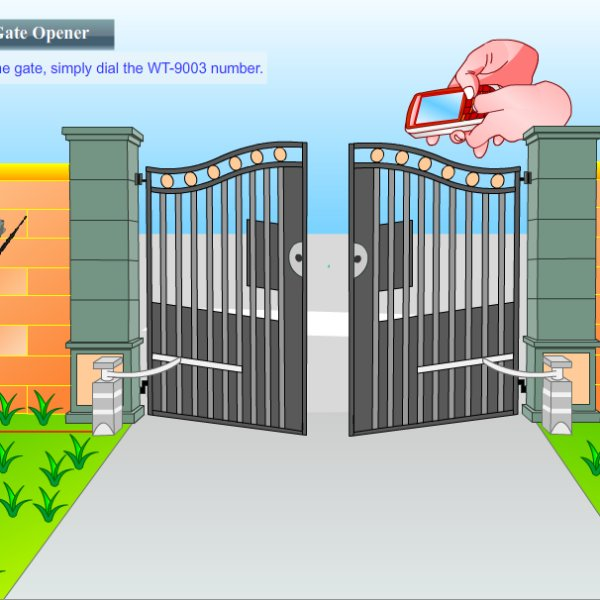 Gate Opener
he gate, simply dial the WT-9003 number.